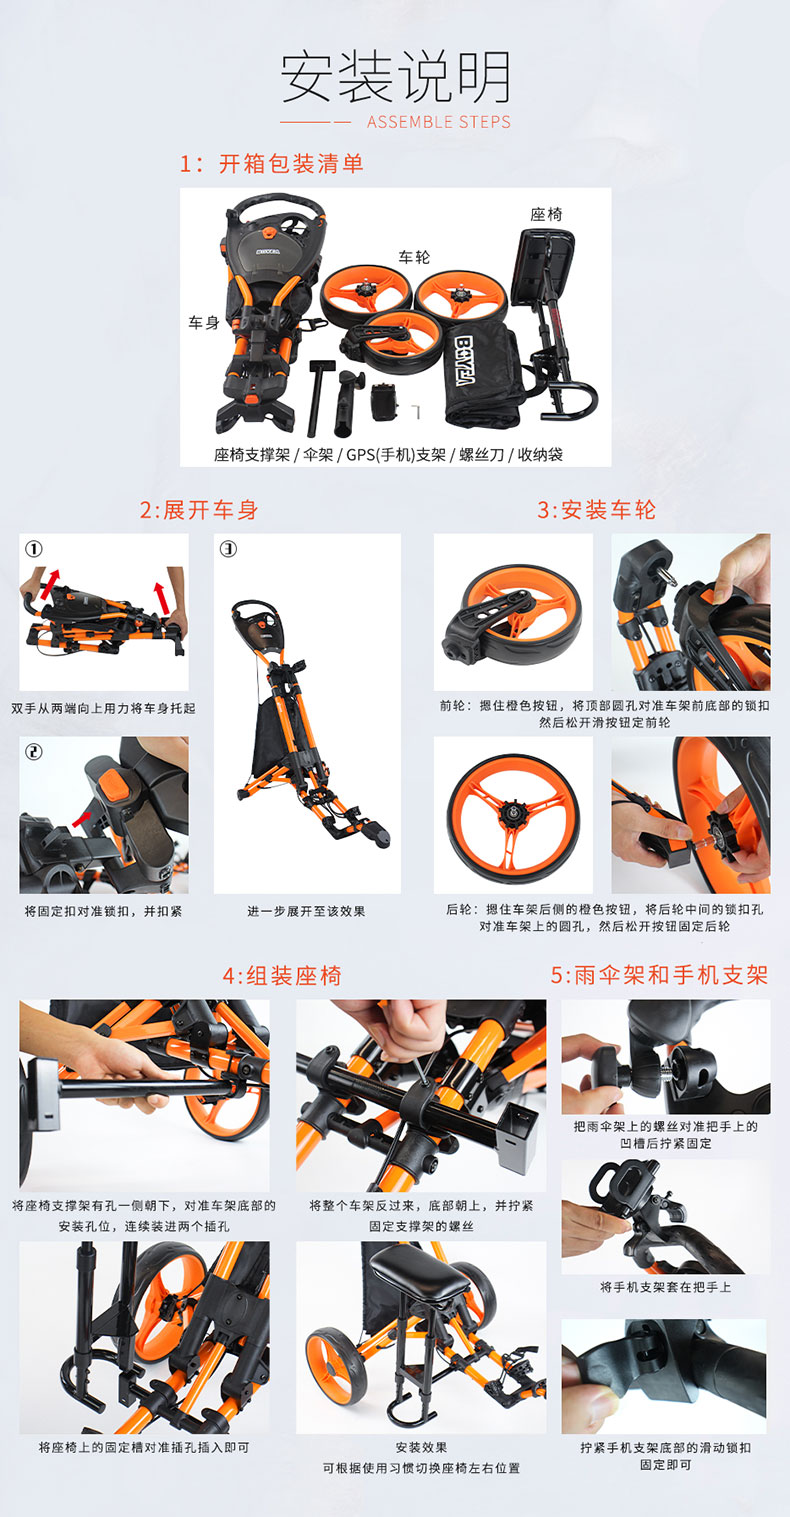 安装说明
ASSEMBLE STEPS
1：开箱包装清单
座椅
车轮
车身
BOYEA
座椅支撑架 / 伞架 / GPS(手机)支架 / 螺丝刀 / 收纳袋
2:展开车身
①
双手从两端向上用力将车身托起
②
将固定扣对准锁扣，并扣紧
③
进一步展开至该效果
3:安装车轮
前轮：摁住橙色按钮，将顶部圆孔对准车架前底部的锁扣
然后松开滑按钮定前轮
后轮：摁住车架后侧的橙色按钮，将后轮中间的锁扣孔
对准车架上的圆孔，然后松开按钮固定后轮
4:组装座椅
将座椅支撑架有孔一侧朝下，对准车架底部的
安装孔位，连续装进两个插孔
将整个车架反过来，底部朝上，并拧紧
固定支撑架的螺丝
将座椅上的固定槽对准插孔插入即可
安装效果
可根据使用习惯切换座椅左右位置
5:雨伞架和手机支架
把雨伞架上的螺丝对准把手上的
凹槽后拧紧固定
将手机支架套在把手上
拧紧手机支架底部的滑动锁扣
固定即可